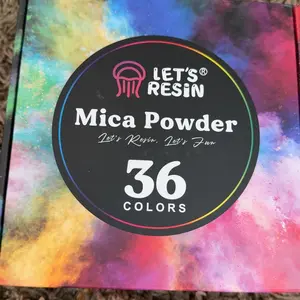 LET'S®
RESIN
Mica Powder
Let's Resin, Let's Fun
36
COLORS